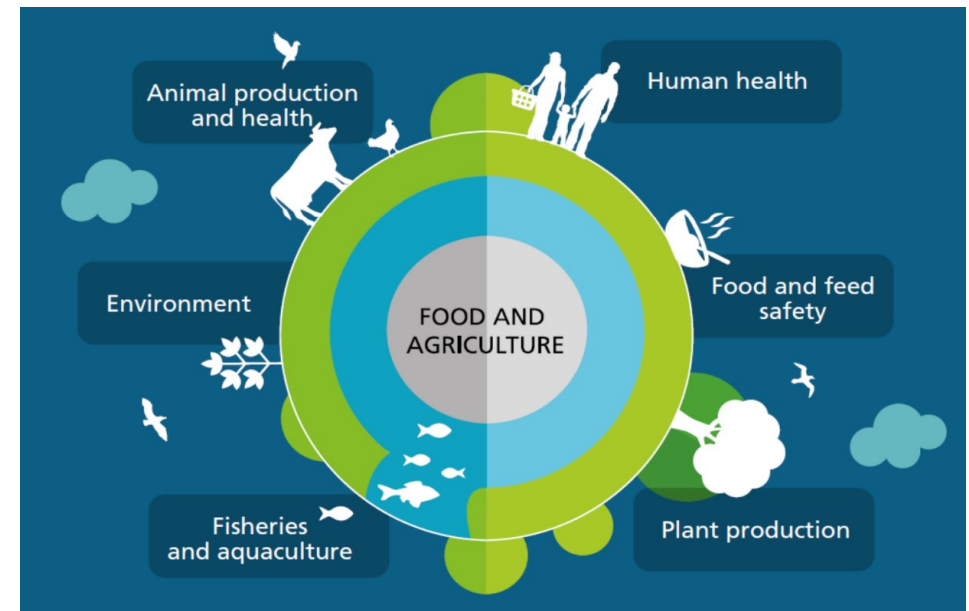 Animal production
and health
Human health
Environment
FOOD AND
AGRICULTURE
Food and feed
safety
Fisheries
and aquaculture
Plant production